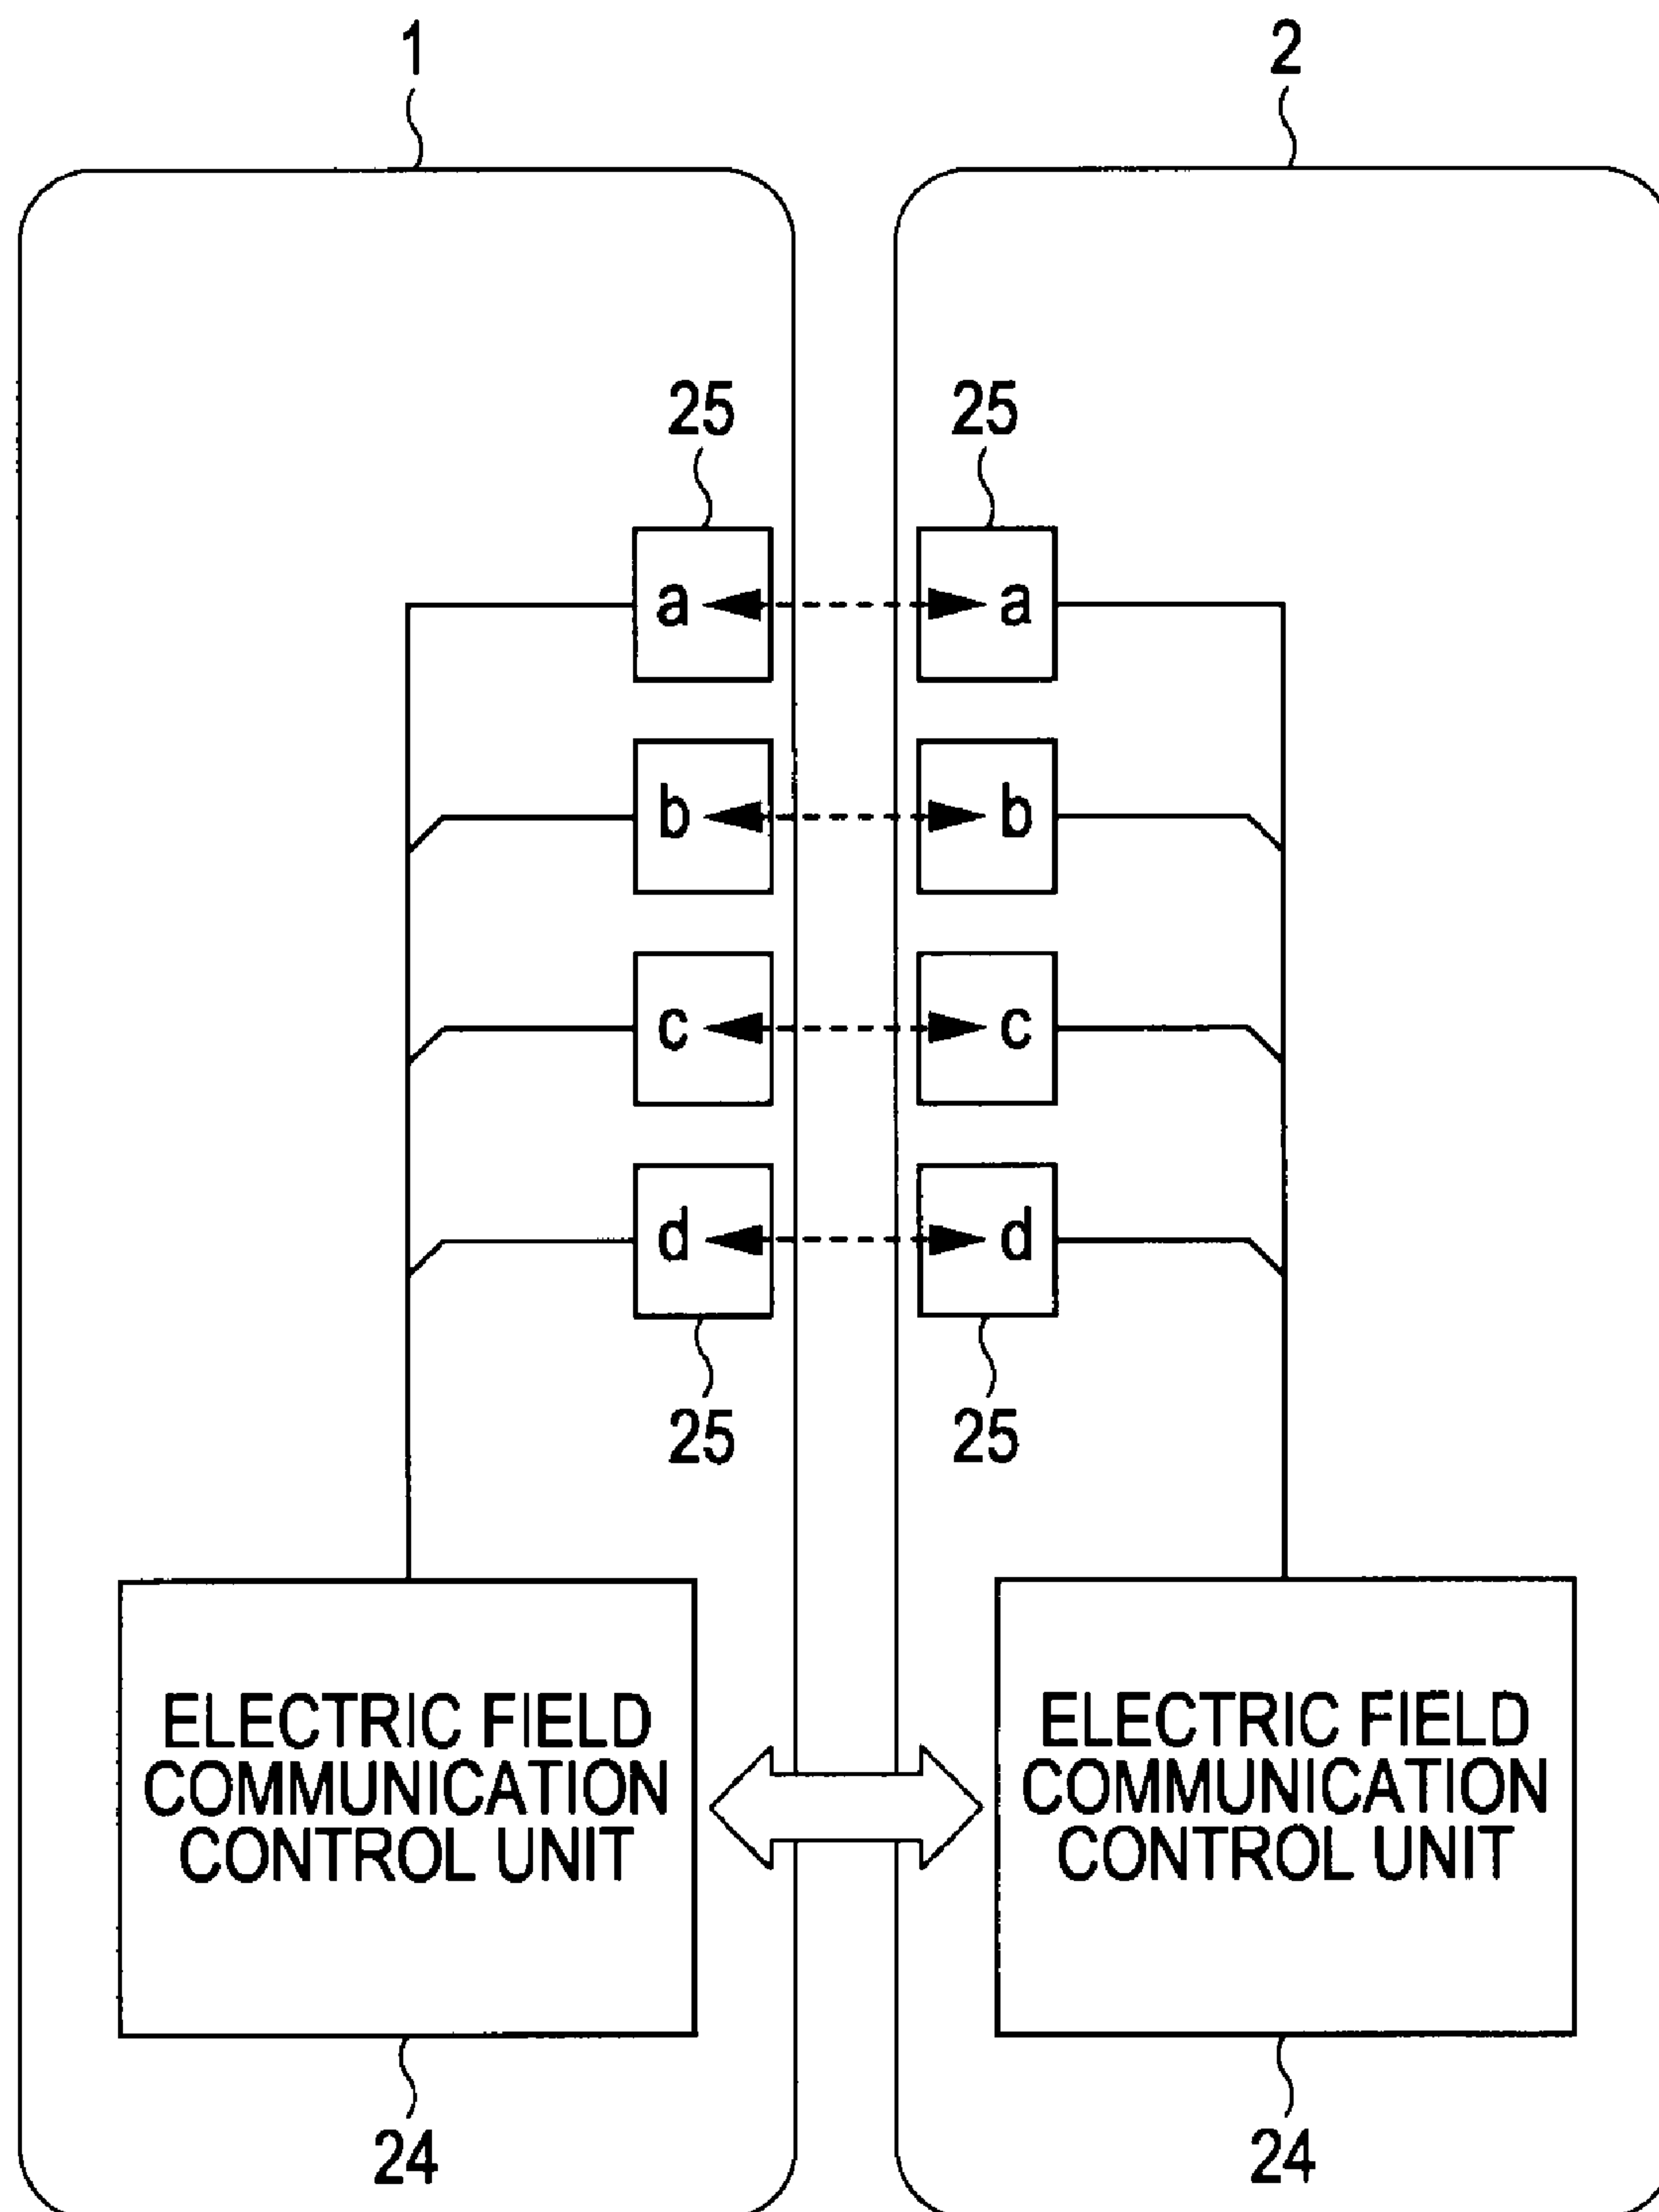 1
2
25
25
a
a
b
b
c
c
d
d
25
25
ELECTRIC FIELD
COMMUNICATION
CONTROL UNIT
ELECTRIC FIELD
COMMUNICATION
CONTROL UNIT
24
24